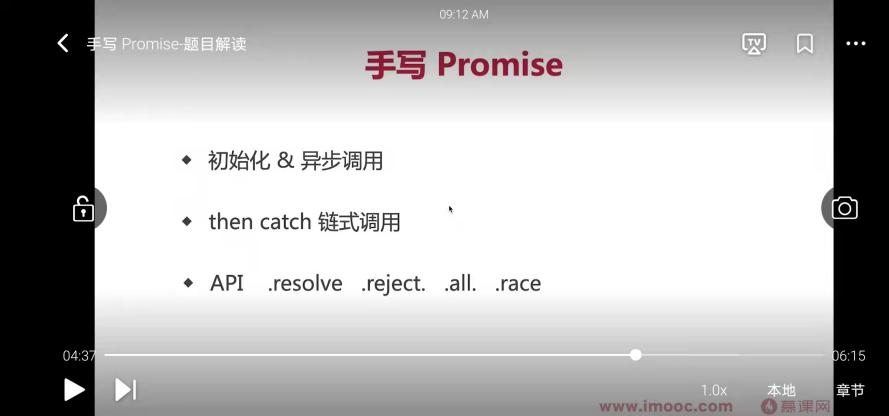 09:12 AM
手写 Promise-题目解读
TV
手写 Promise
初始化 & 异步调用
then catch 链式调用
API .resolve .reject. .all. .race
04:37
06:15
1.0x 本地 章节
www.imooc.com 慕课网